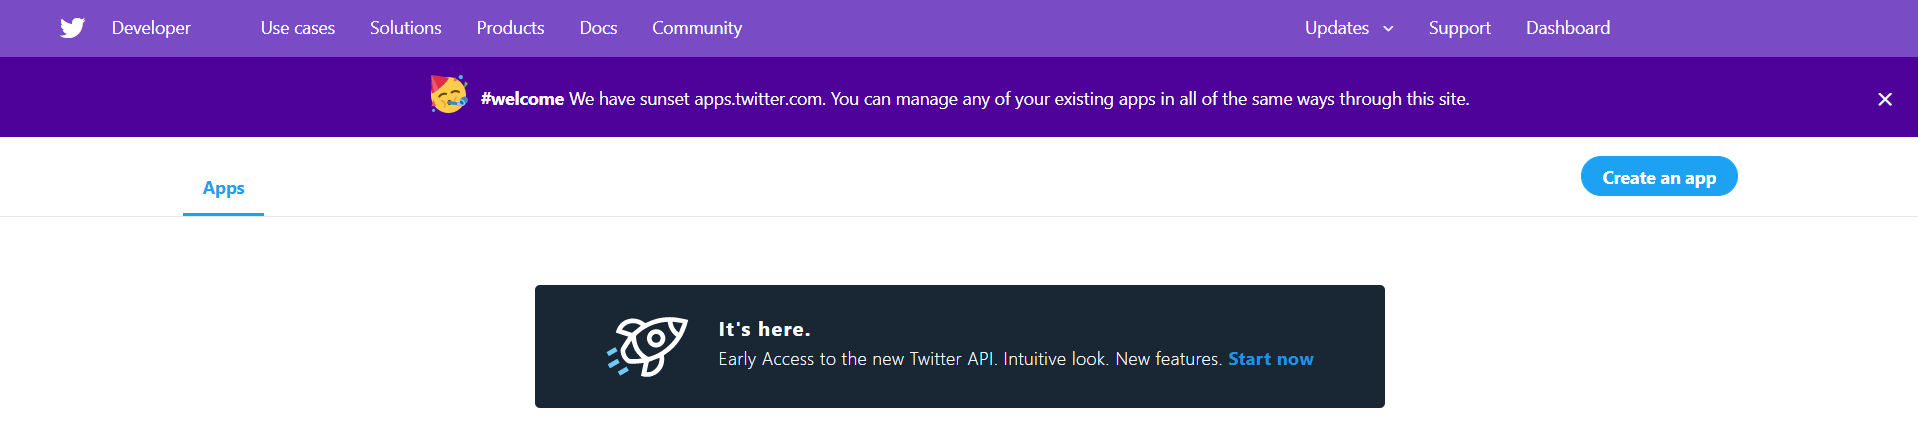 Developer Use cases Solutions Products Docs Community Updates Support Dashboard
#welcome We have sunset apps.twitter.com. You can manage any of your existing apps in all of the same ways through this site.
Apps Create an app
It's here.
Early Access to the new Twitter API. Intuitive look. New features. Start now